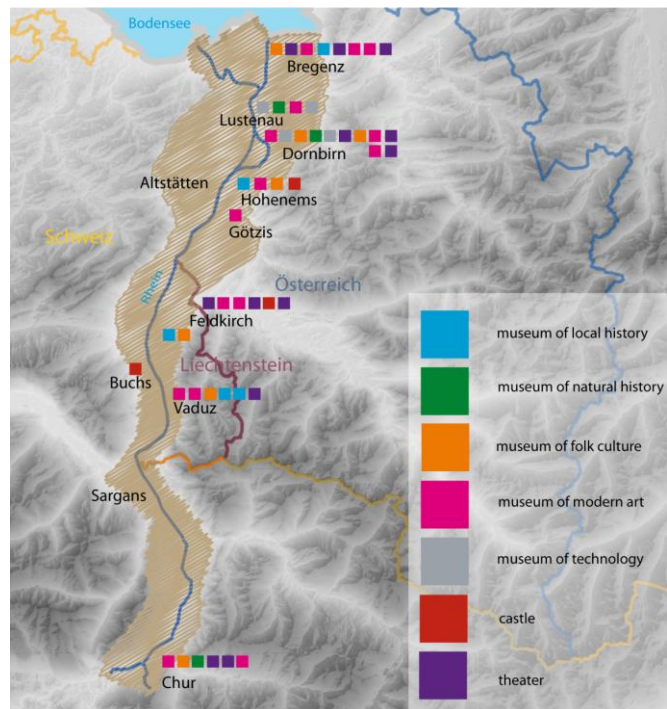 Bodensee
Bregenz
Lustenau
Dornbirn
Altstätten
Hohenems
Götzis
Schweiz
Rhein
Österreich
Feldkirch
Liechtenstein
Buchs
Vaduz
Sargans
Chur
museum of local history
museum of natural history
museum of folk culture
museum of modern art
museum of technology
castle
theater